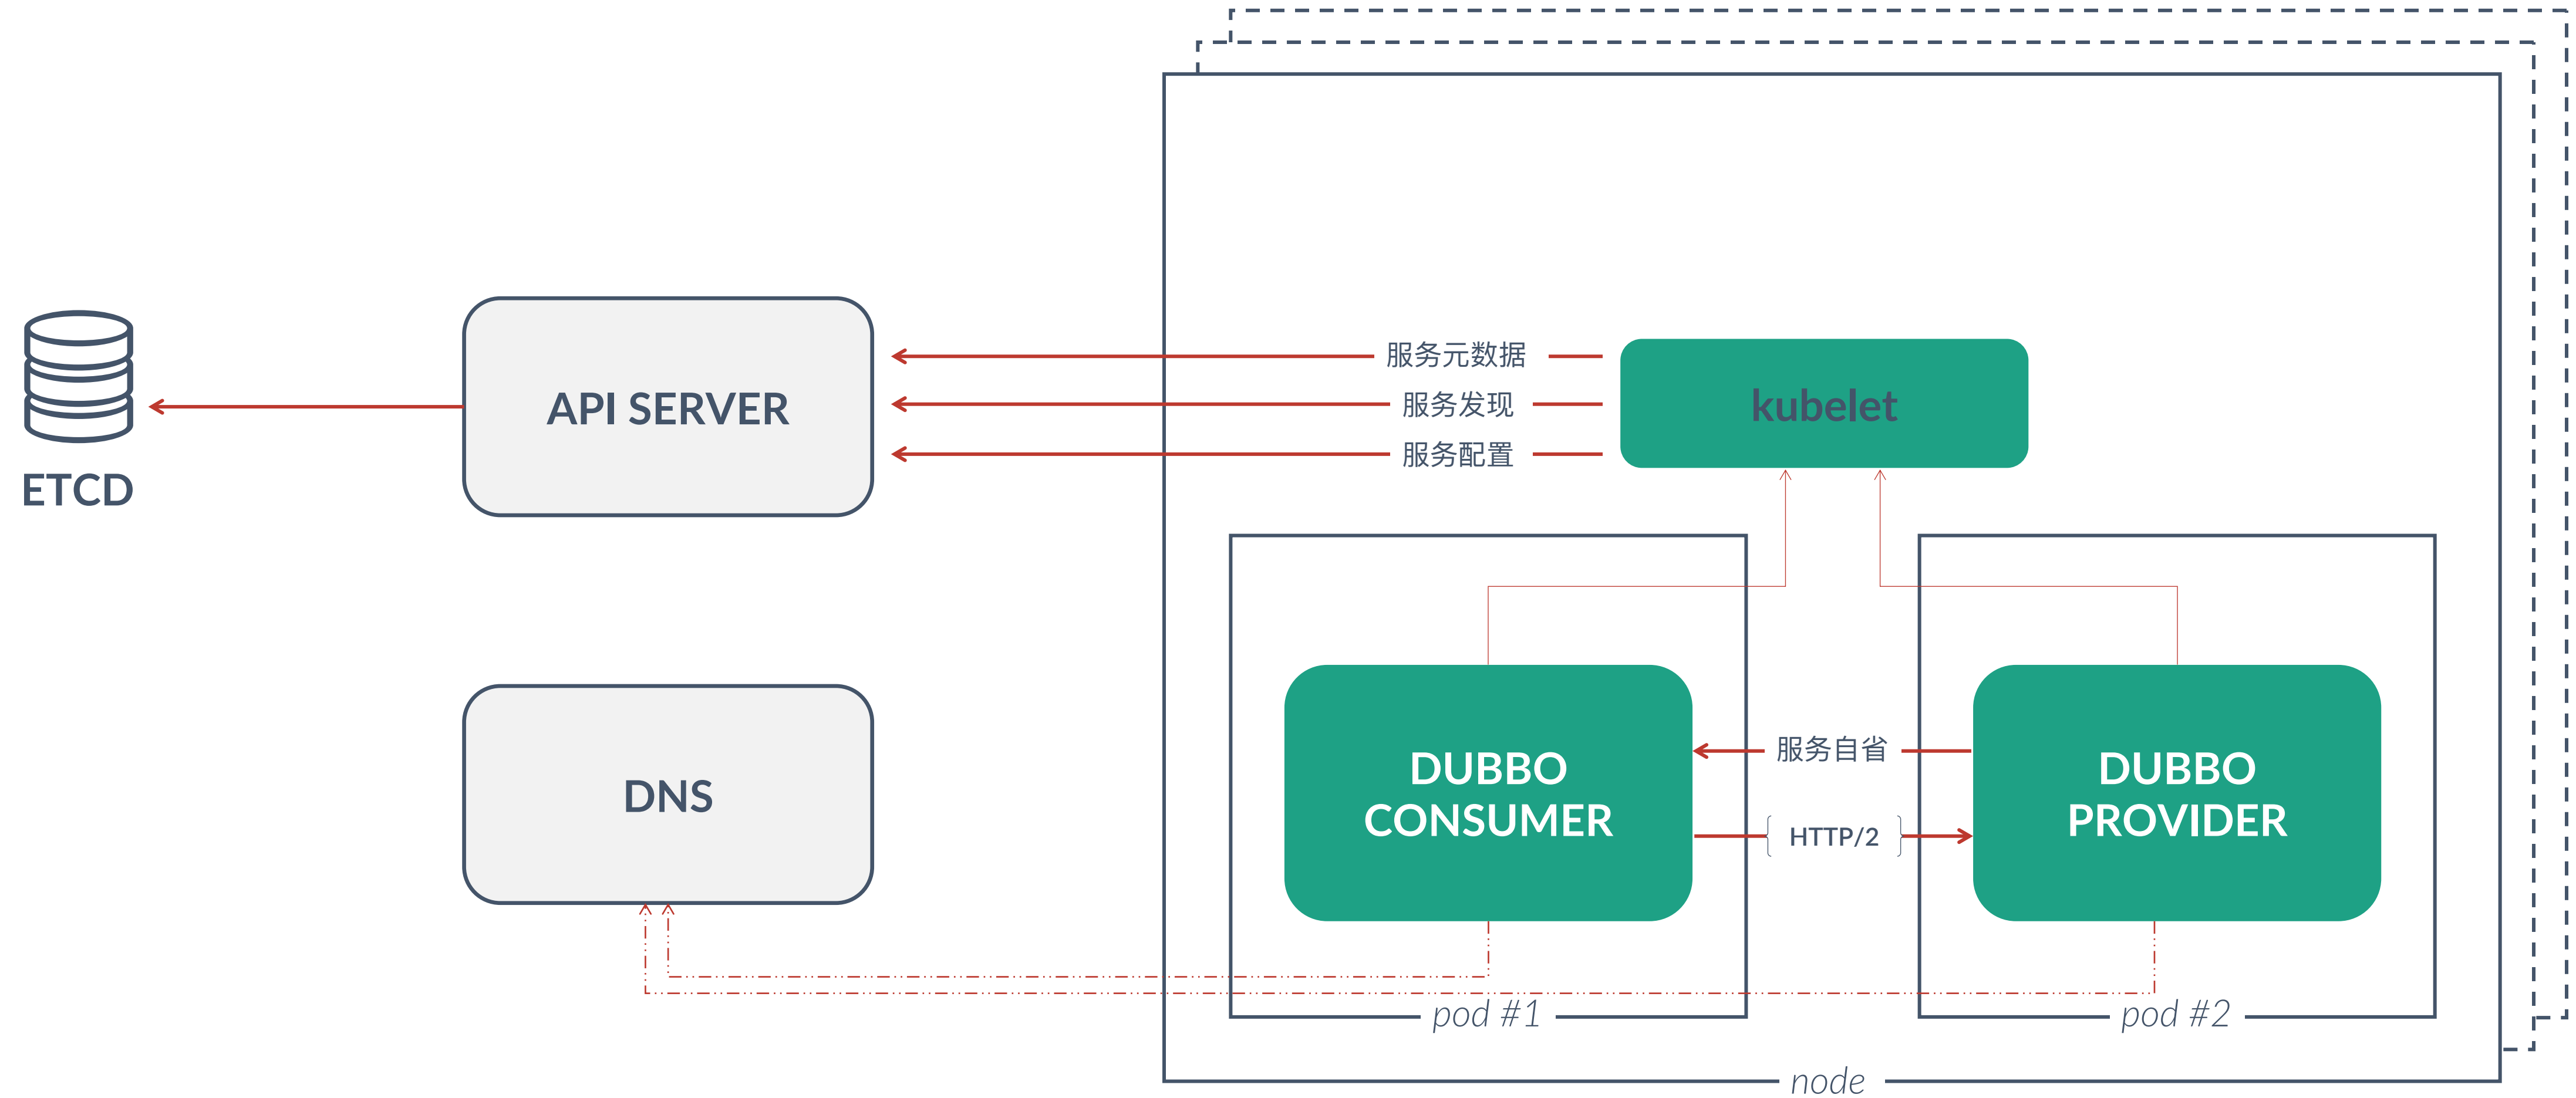 服务元数据
服务发现
服务配置
kubelet
API SERVER
ETCD
DNS
DUBBO
CONSUMER
服务自省
HTTP/2
DUBBO
PROVIDER
pod #1
pod #2
node